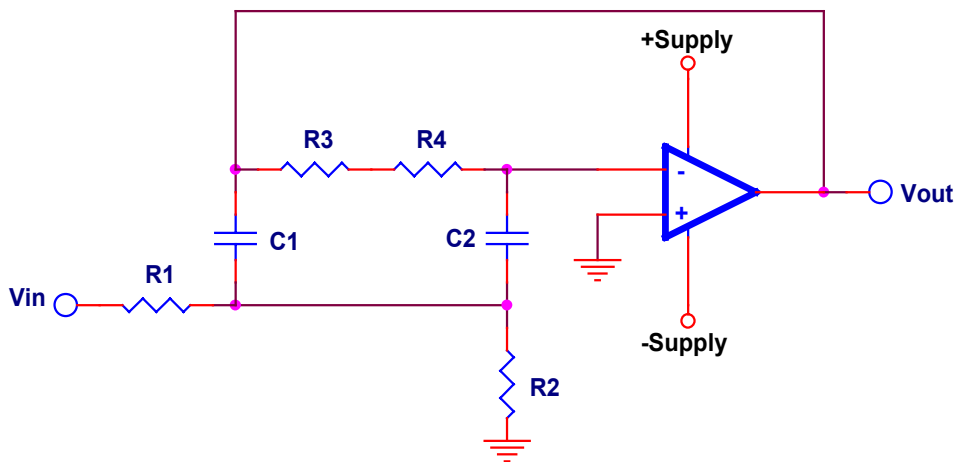 +Supply
R3
R4
-
+
Vout
C1
C2
R1
Vin
-Supply
R2